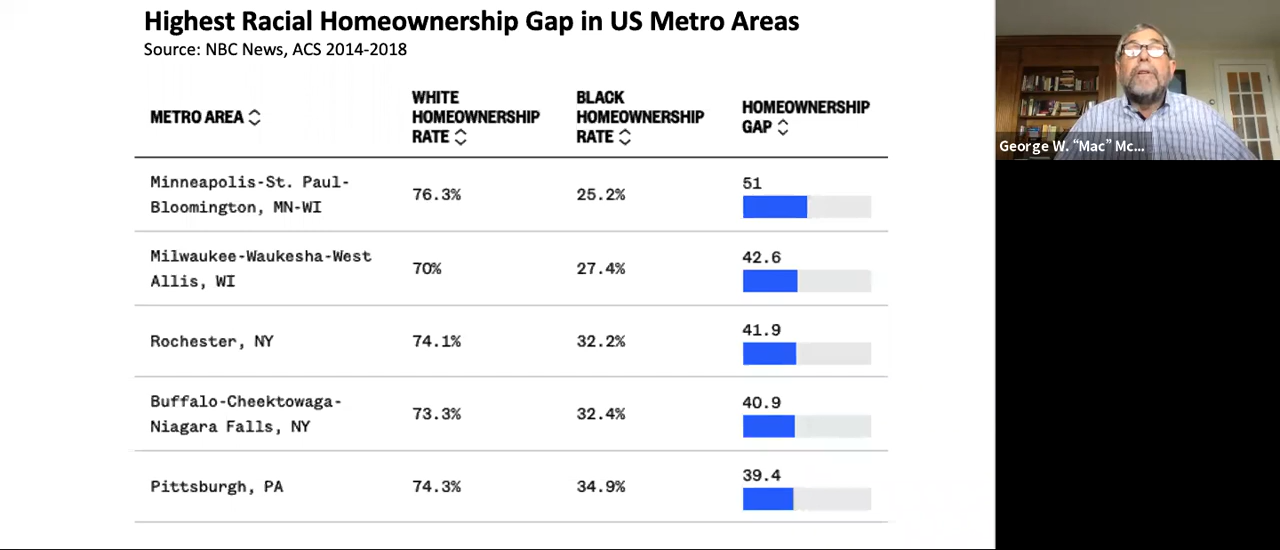 Highest Racial Homeownership Gap in US Metro Areas
Source: NBC News, ACS 2014-2018
METRO AREA
WHITE
HOMEOWNERSHIP
RATE
BLACK
HOMEOWNERSHIP
RATE
HOMEOWNERSHIP
GAP
Minneapolis-St. Paul-
Bloomington, MN-WI
76.3%
25.2%
51
Milwaukee-Waukesha-West
Allis, WI
70%
27.4%
42.6
Rochester, NY
74.1%
32.2%
41.9
Buffalo-Cheektowaga-
Niagara Falls, NY
73.3%
32.4%
40.9
Pittsburgh, PA
74.3%
34.9%
39.4
George W. “Mac” Mc...